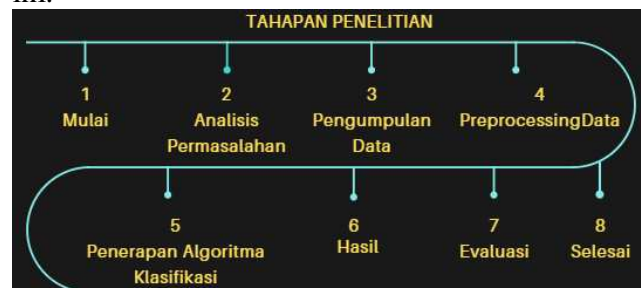 TAHAPAN PENELITIAN
1
Mulai
2
Analisis
Permasalahan
3
Pengumpulan
Data
4
PreprocessingData
5
Penerapan Algoritma
Klasifikasi
6
Hasil
7
Evaluasi
8
Selesai